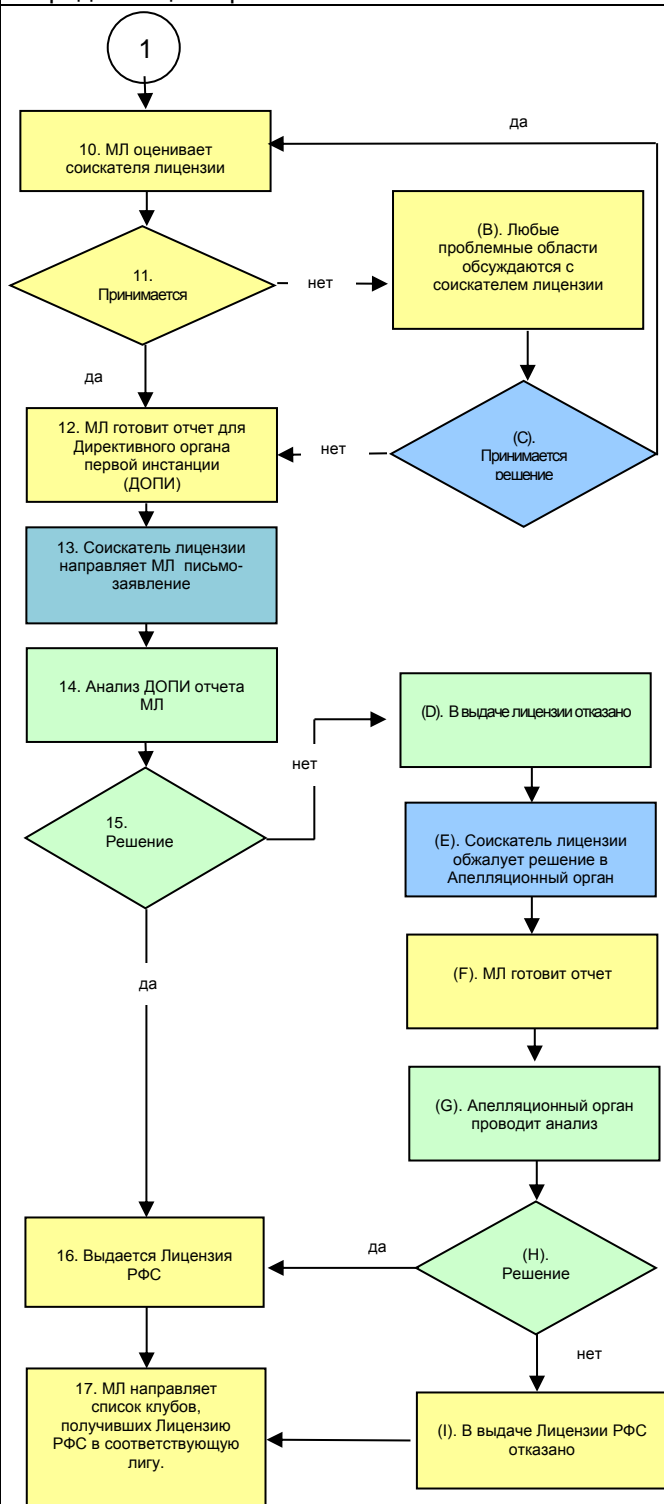 1
10. МЛ оценивает
соискателя лицензии
да
11.
Принимается
нет
(B). Любые
проблемные области
обсуждаются с
соискателем лицензии
да
12. МЛ готовит отчет для
Директивного органа
первой инстанции
(ДОПИ)
нет
(C).
Принимается
решение
13. Соискатель лицензии
направляет МЛ письмо-
заявление
14. Анализ ДОПИ отчета
МЛ
(D). В выдаче лицензии отказано
нет
15.
Решение
(E). Соискатель лицензии
обжалует решение в
Апелляционный орган
да
(F). МЛ готовит отчет
(G). Апелляционный орган
проводит анализ
16. Выдается Лицензия
РФС
да
(H).
Решение
нет
17. МЛ направляет
список клубов,
получивших Лицензию
РФС в соответствующую
лигу.
(I). В выдаче Лицензии РФС
отказано